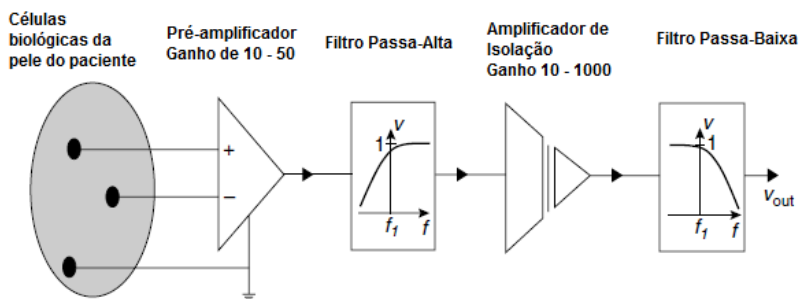 Células
biológicas da
pele do paciente
Pré-amplificador
Ganho de 10 - 50
Filtro Passa-Alta
Amplificador de
Isolação
Ganho 10 - 1000
Filtro Passa-Baixa
+
−
1
v
f1
f
v
1
f1
f
vout